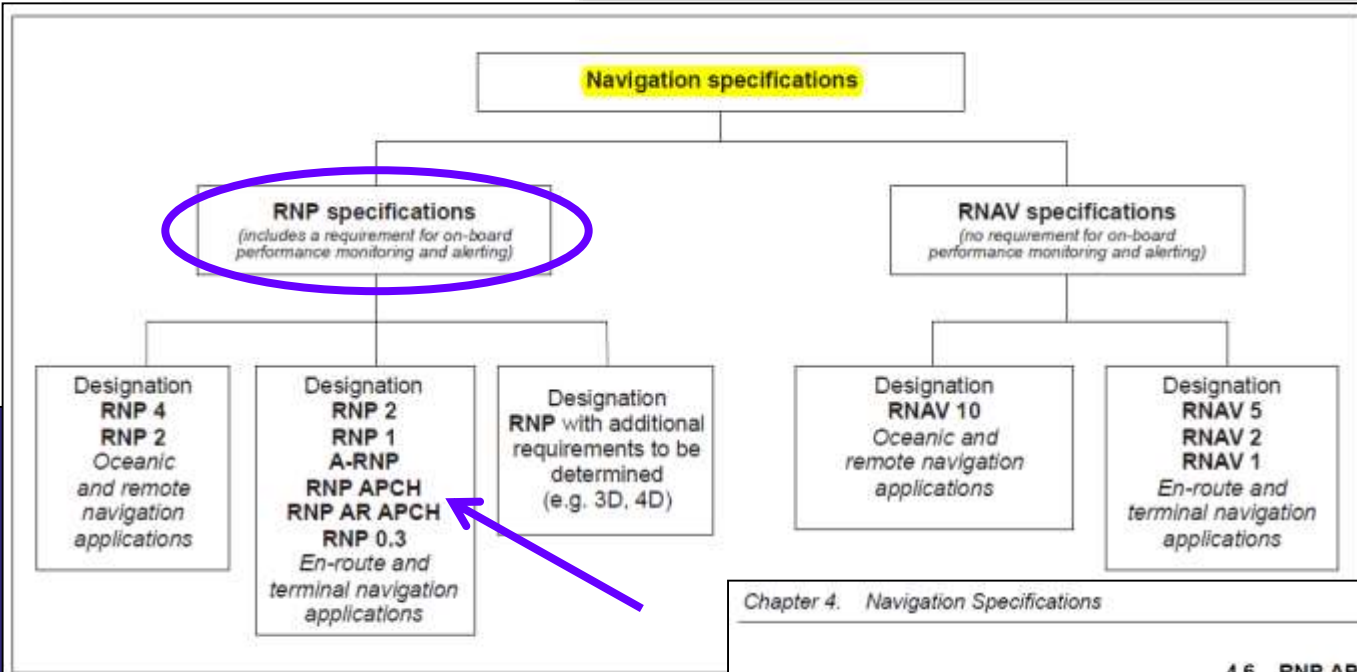 Navigation specifications
RNP specifications
(includes a requirement for on-board
performance monitoring and alerting)
RNAV specifications
(no requirement for on-board
performance monitoring and alerting)
Designation
RNP 4
RNP 2
Oceanic
and remote
navigation
applications
Designation
RNP 2
RNP 1
A-RNP
RNP APCH
RNP AR APCH
RNP 0.3
En-route and
terminal navigation
applications
Designation
RNP with additional
requirements to be
determined
(e.g. 3D, 4D)
Designation
RNAV 10
Oceanic and
remote navigation
applications
Designation
RNAV 5
RNAV 2
RNAV 1
En-route and
terminal navigation
applications
Chapter 4. Navigation Specifications